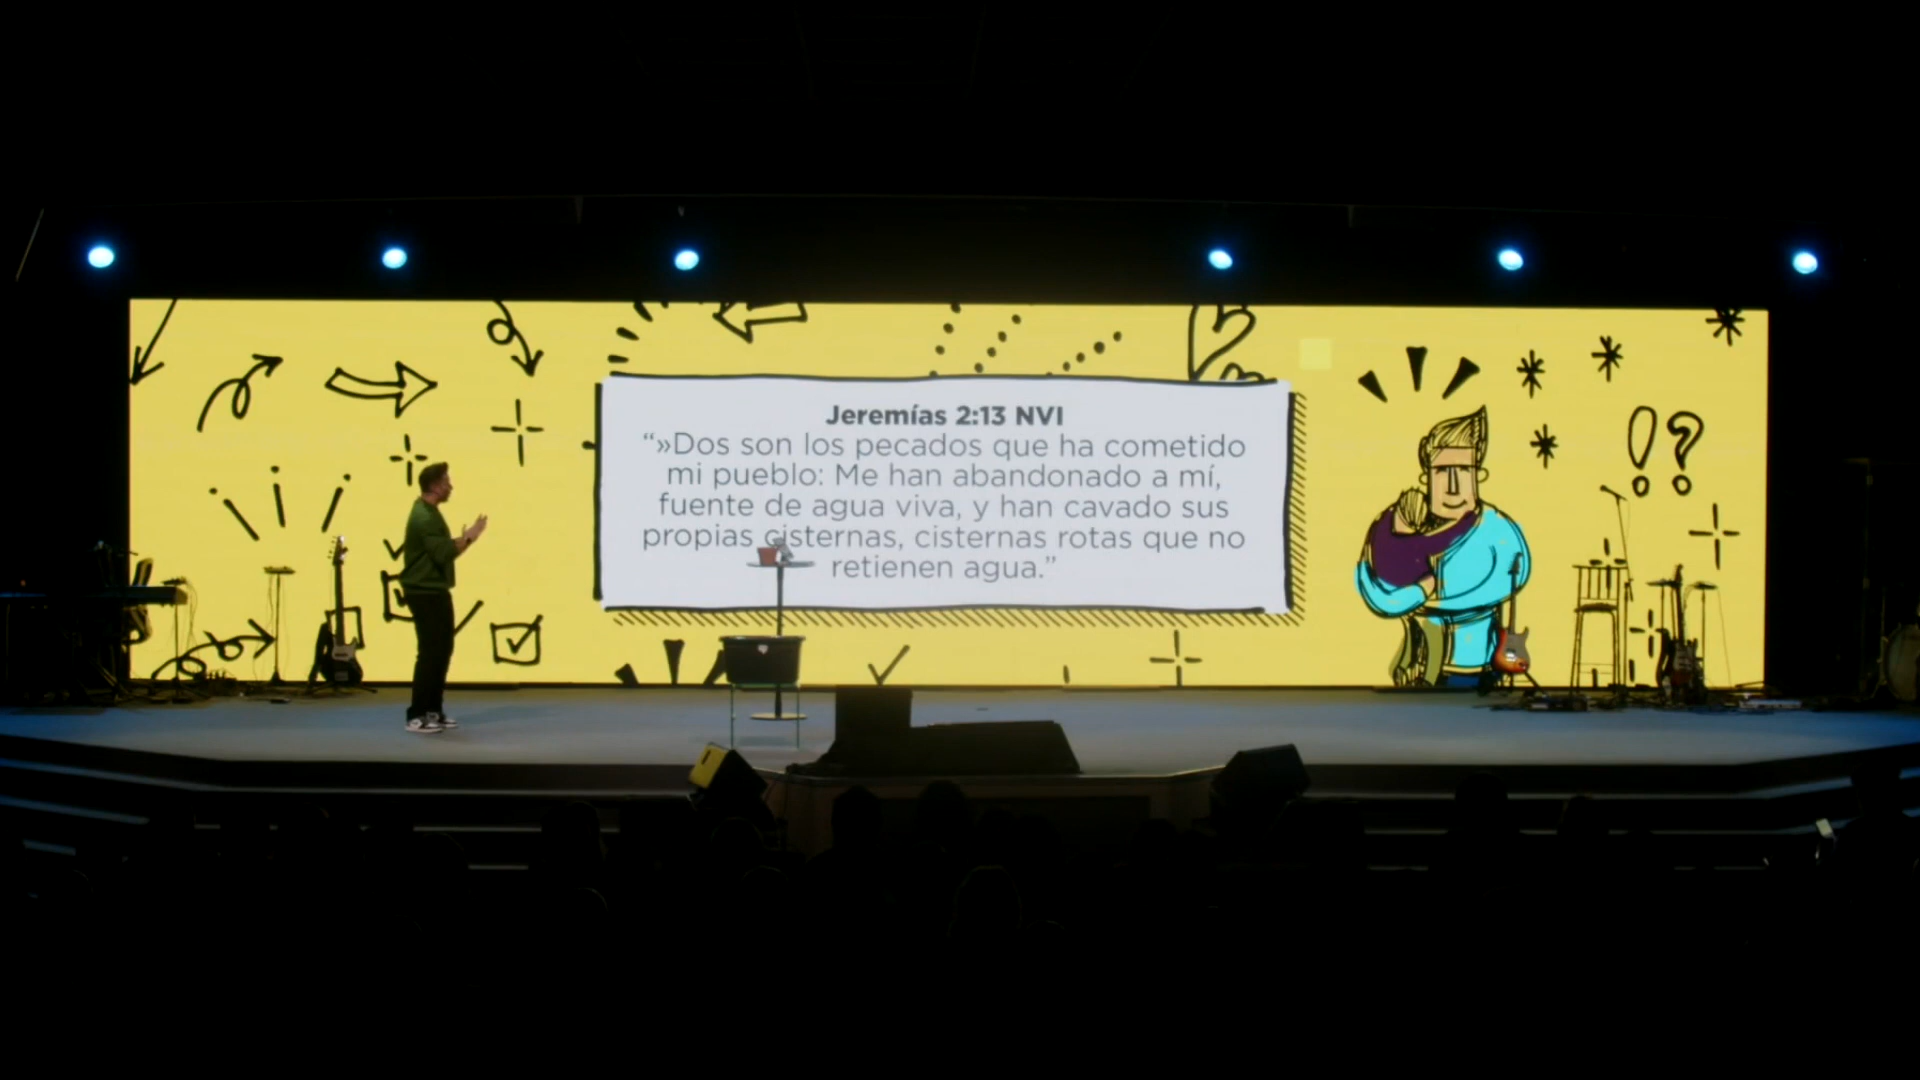 Jeremías 2:13 NVI
“»Dos son los pecados que ha cometido
mi pueblo: Me han abandonado a mí,
fuente de agua viva, y han cavado sus
propias cisternas, cisternas rotas que no
retienen agua.”
!?